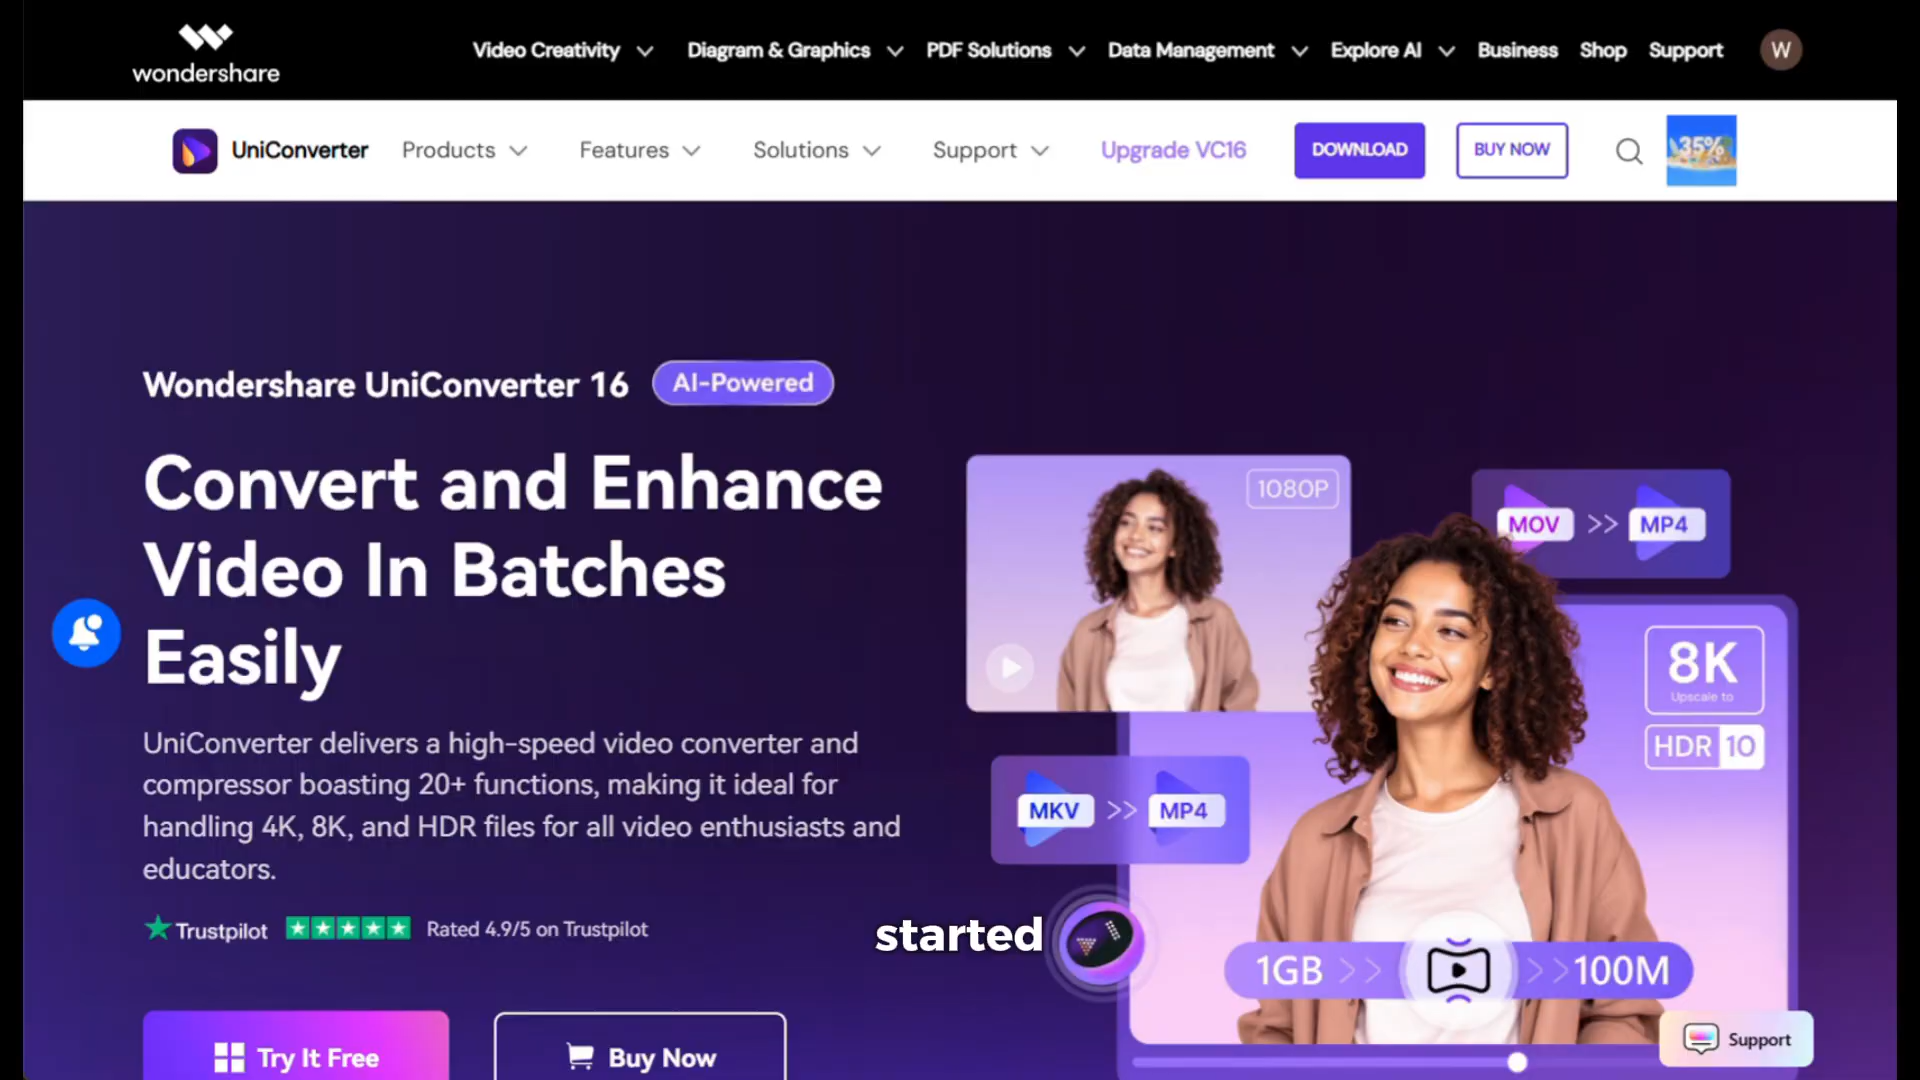 wondershare
Video Creativity
Diagram & Graphics
PDF Solutions
Data Management
Explore AI
Business
Shop
Support
W
UniConverter
Products
Features
Solutions
Support
Upgrade VC16
DOWNLOAD
BUY NOW
35%
Wondershare UniConverter 16
AI-Powered
Convert and Enhance
Video In Batches
Easily
UniConverter delivers a high-speed video converter and
compressor boasting 20+ functions, making it ideal for
handling 4K, 8K, and HDR files for all video enthusiasts and
educators.
Trustpilot
Rated 4.9/5 on Trustpilot
Try It Free
Buy Now
1080P
MOV >> MP4
8K
Upscale to
HDR 10
MKV >> MP4
started
1GB >> >> 100M
Support